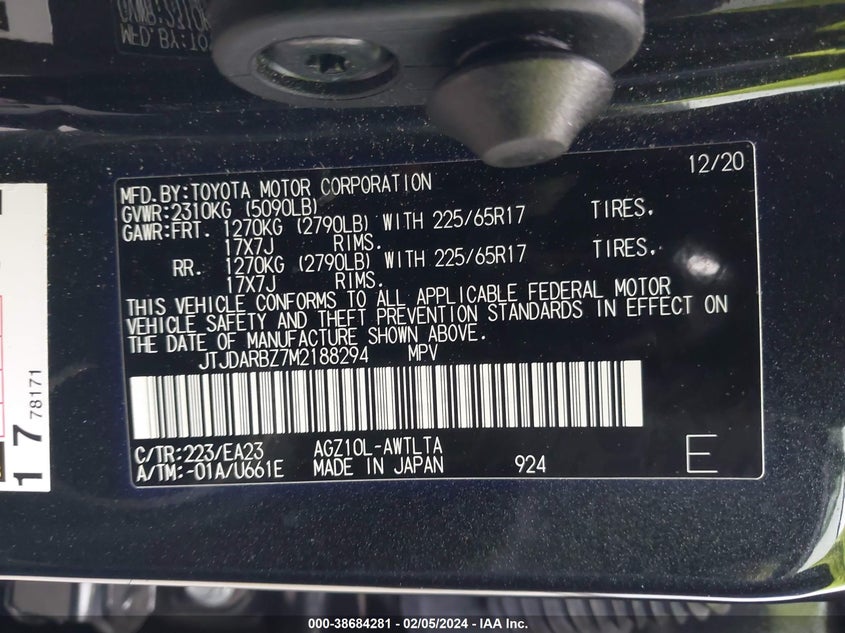 12/20
MFD.BY:TOYOTA MOTOR CORPORATION
GVWR:2310KG (5090LB)
GAWR:FRT. 1270KG (2790LB) WITH 225/65R17 TIRES,
17X7J RIMS.
RR. 1270KG (2790LB) WITH 225/65R17 TIRES,
17X7J RIMS.
THIS VEHICLE CONFORMS TO ALL APPLICABLE FEDERAL MOTOR
VEHICLE SAFETY AND THEFT PREVENTION STANDARDS IN EFFECT ON
THE DATE OF MANUFACTURE SHOWN ABOVE.
JTJDARBZ7M2188294 MPV
C/TR:223/EA23 AGZ10L-AWTLTA
A/TM:-01A/U661E MADE IN JAPAN 924 E
17 78171
000-38684281 - 02/05/2024 - IAA Inc.